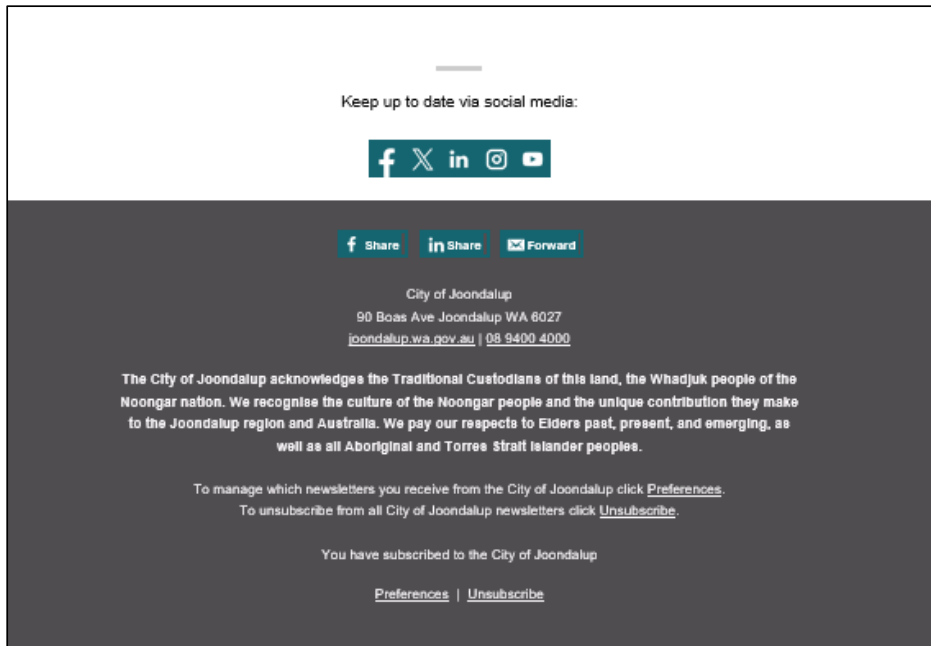 Keep up to date via social media:
Share
in Share
Forward
City of Joondalup
90 Boas Ave Joondalup WA 6027
joondalup.wa.gov.au | 08 9400 4000
The City of Joondalup acknowledges the Traditional Custodians of this land, the Whadjuk people of the
Noongar nation. We recognise the culture of the Noongar people and the unique contribution they make
to the Joondalup region and Australia. We pay our respects to Elders past, present, and emerging, as
well as all Aboriginal and Torres Strait Islander peoples.
To manage which newsletters you receive from the City of Joondalup click Preferences.
To unsubscribe from all City of Joondalup newsletters click Unsubscribe.
You have subscribed to the City of Joondalup
Preferences | Unsubscribe